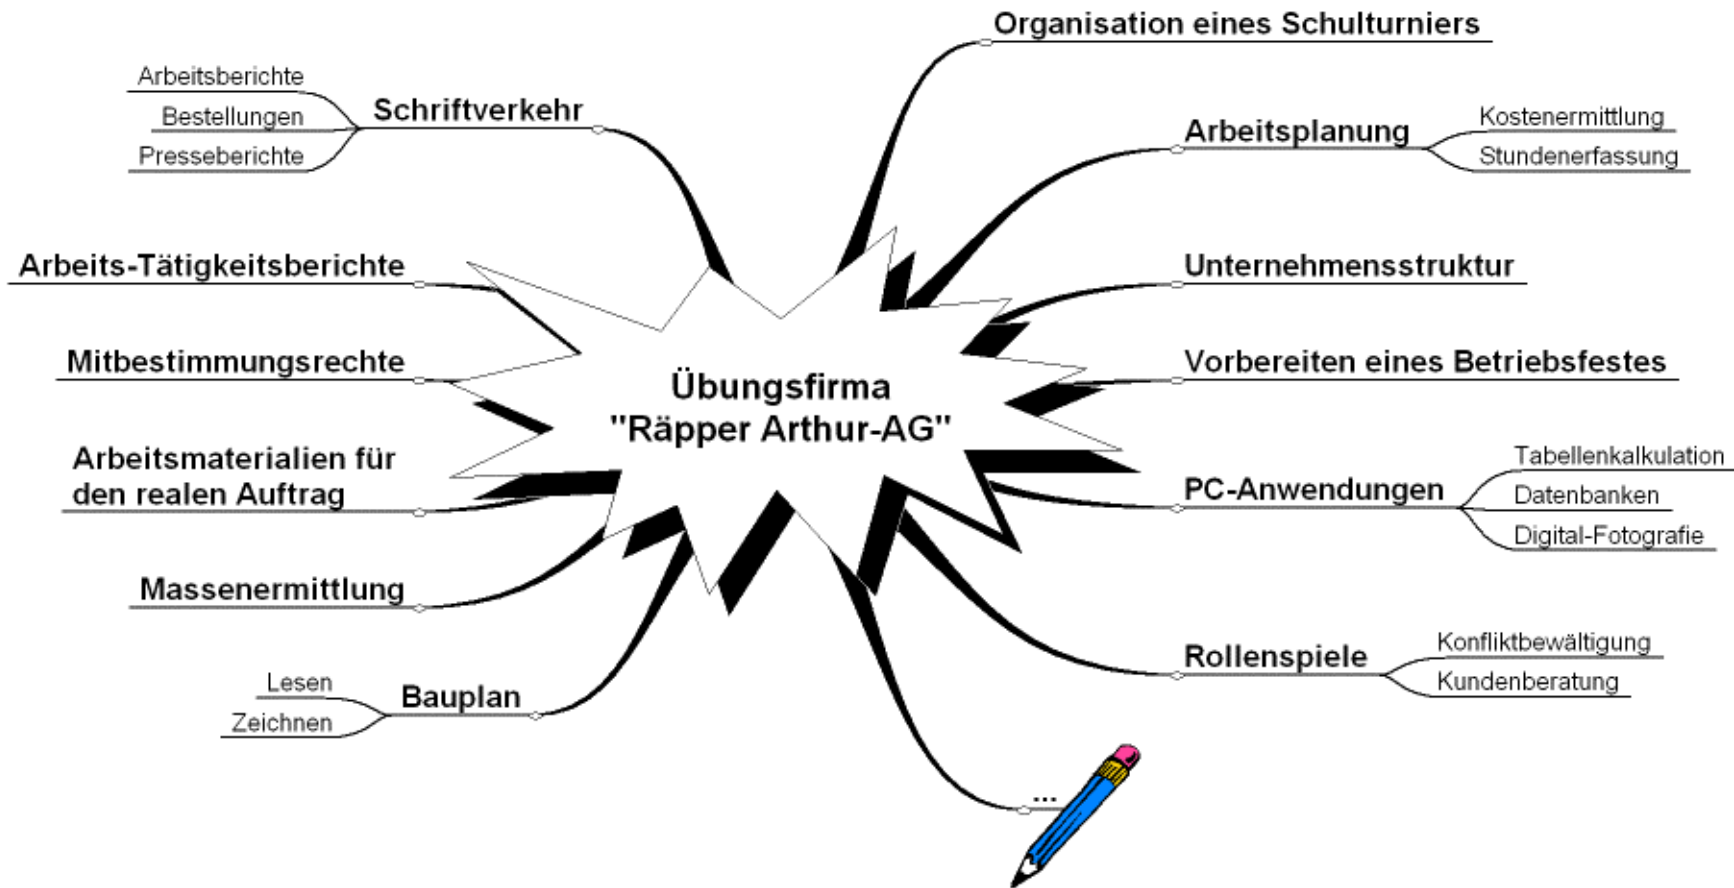 Übungsfirma
"Räpper Arthur-AG"
Organisation eines Schulturniers
Arbeitsplanung
Kostenermittlung
Stundenerfassung
Unternehmensstruktur
Vorbereiten eines Betriebsfestes
PC-Anwendungen
Tabellenkalkulation
Datenbanken
Digital-Fotografie
Rollenspiele
Konfliktbewältigung
Kundenberatung
...
Bauplan
Lesen
Zeichnen
Massenermittlung
Arbeitsmaterialien für
den realen Auftrag
Mitbestimmungsrechte
Arbeits-Tätigkeitsberichte
Schriftverkehr
Arbeitsberichte
Bestellungen
Presseberichte